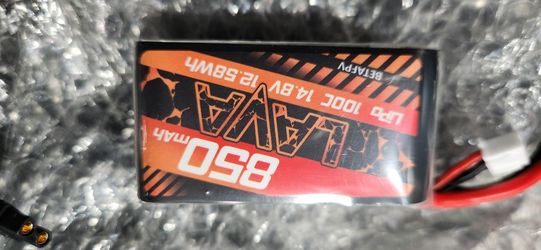 850mAh
LAVA
LiPo 100C 14.8V 12.58Wh
BETAFPV